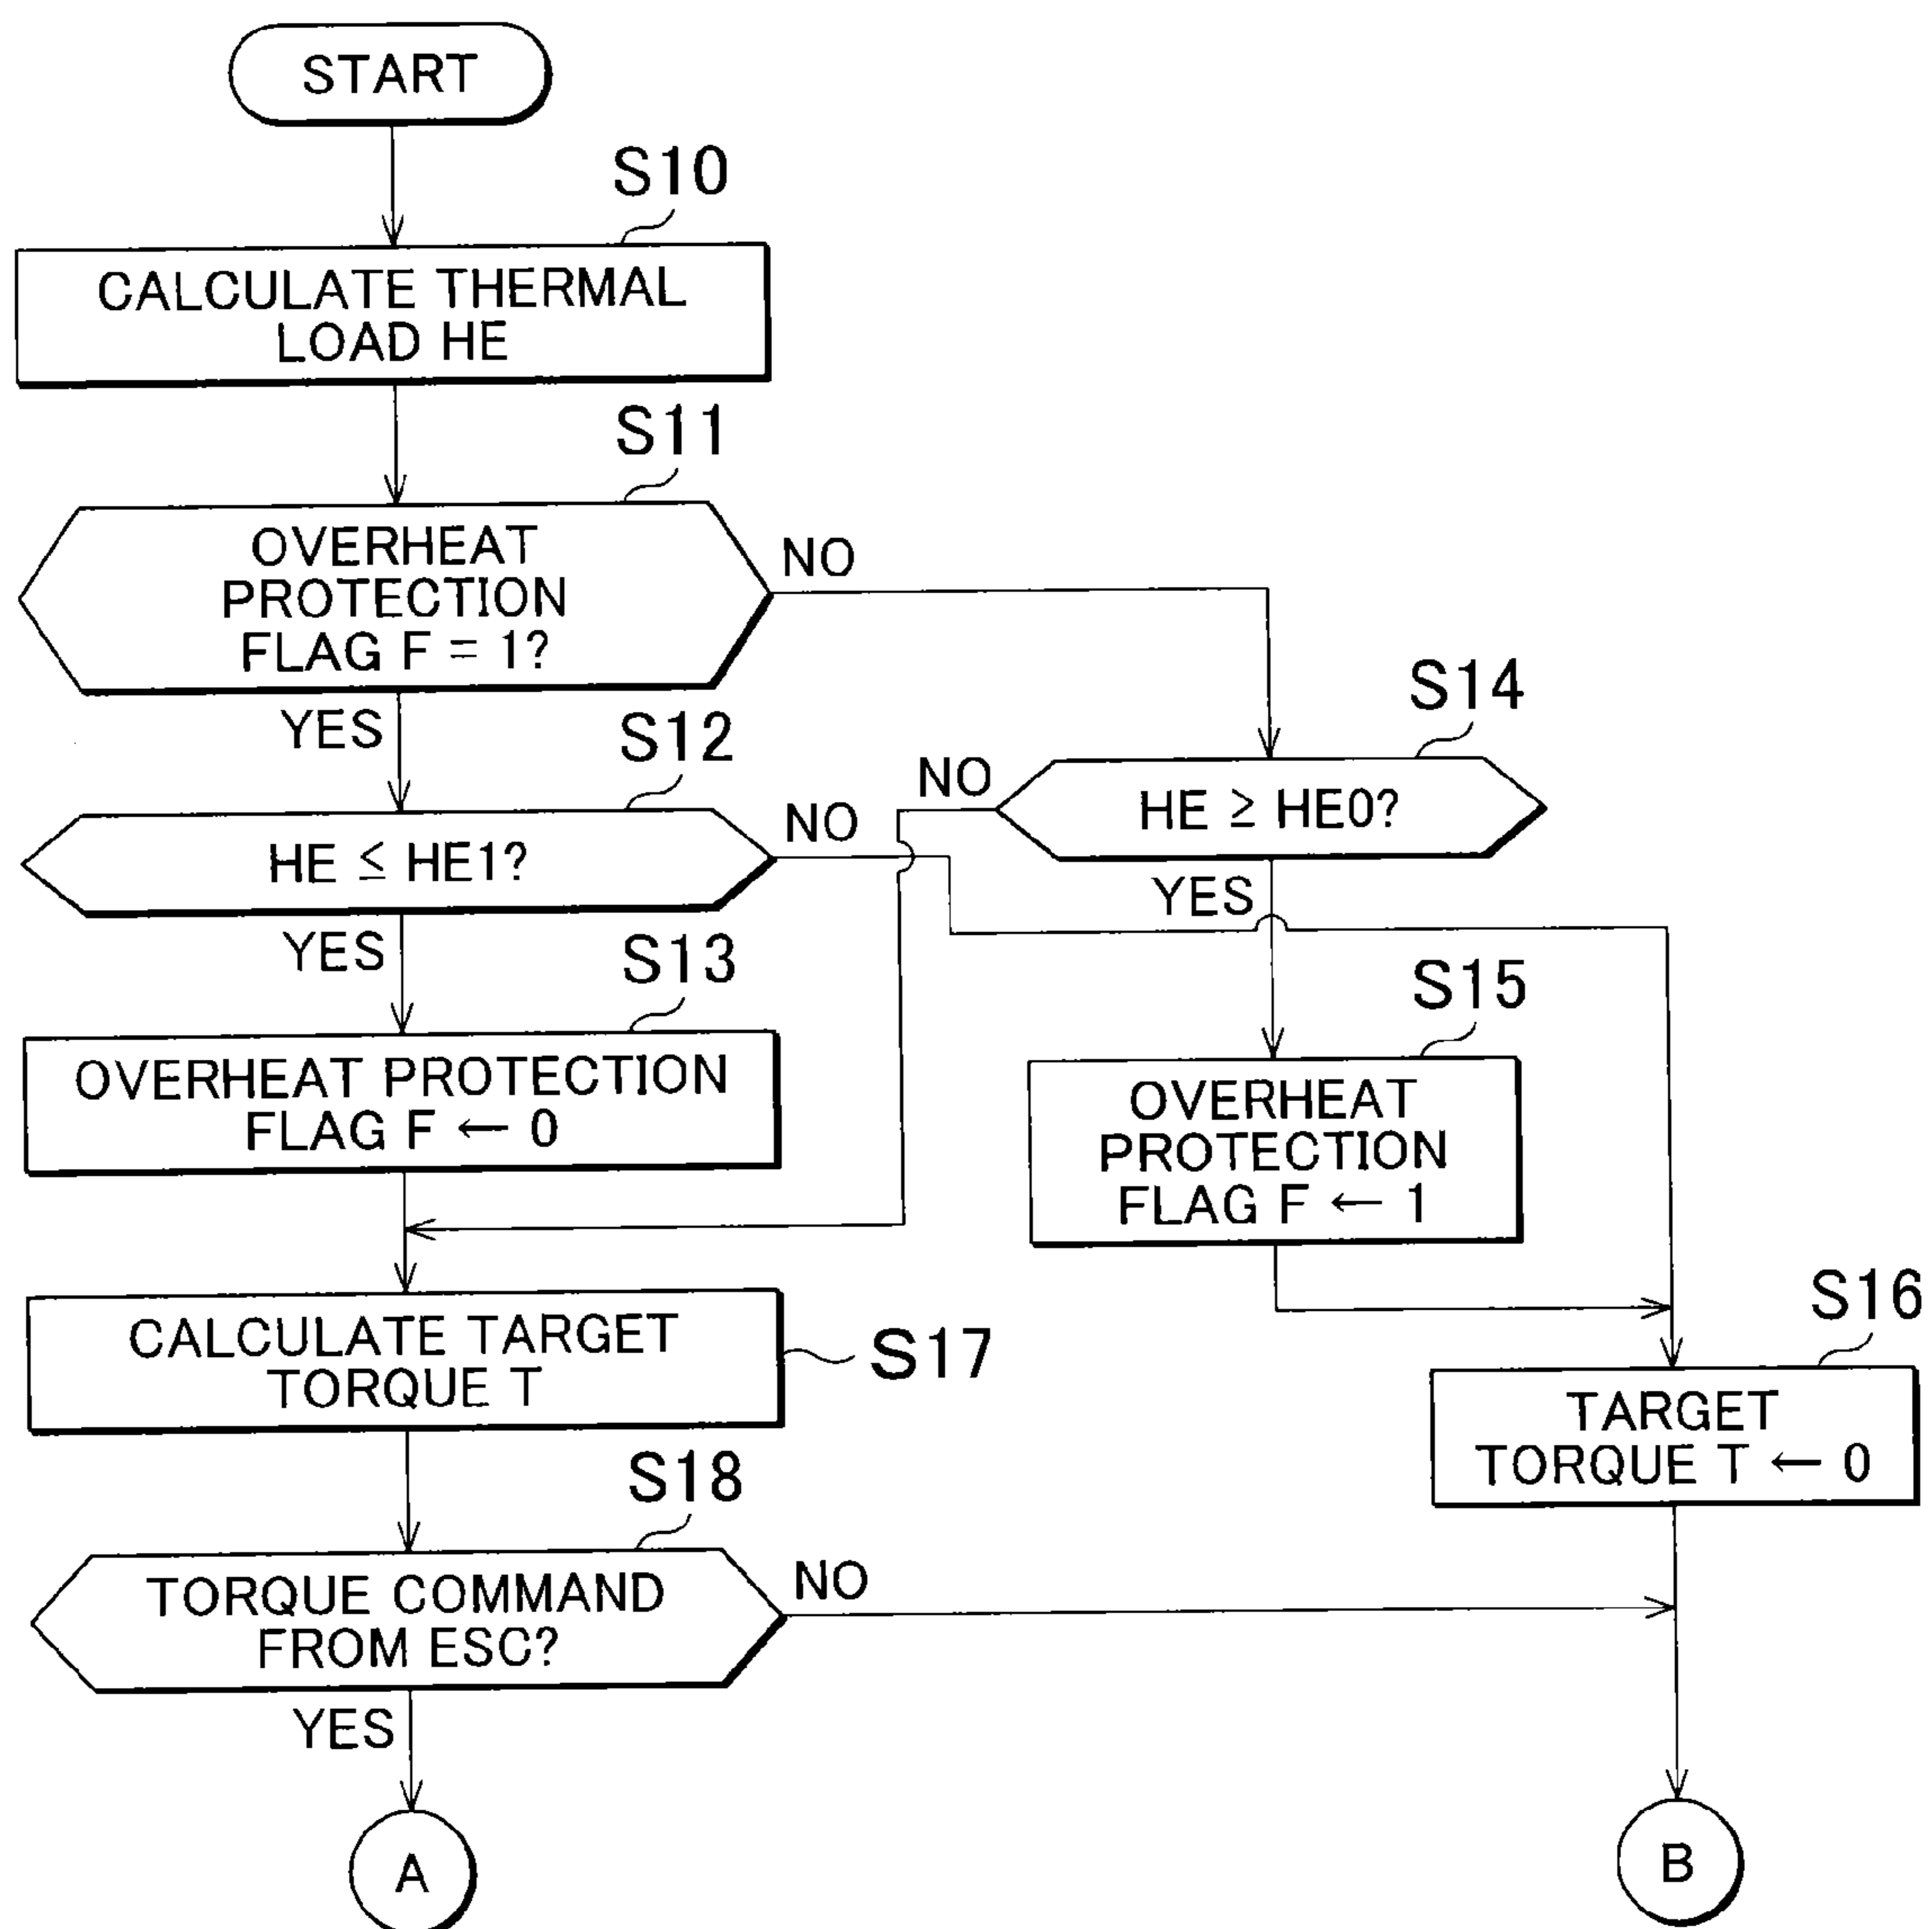 START
S10
CALCULATE THERMAL
LOAD HE
S11
OVERHEAT
PROTECTION
FLAG F = 1?
NO
YES
S12
HE ≤ HE1?
NO
YES
S14
NO
HE ≥ HE0?
YES
S13
OVERHEAT PROTECTION
FLAG F ← 0
S15
OVERHEAT
PROTECTION
FLAG F ← 1
S17
CALCULATE TARGET
TORQUE T
S16
TARGET
TORQUE T ← 0
S18
TORQUE COMMAND
FROM ESC?
NO
YES
A
B